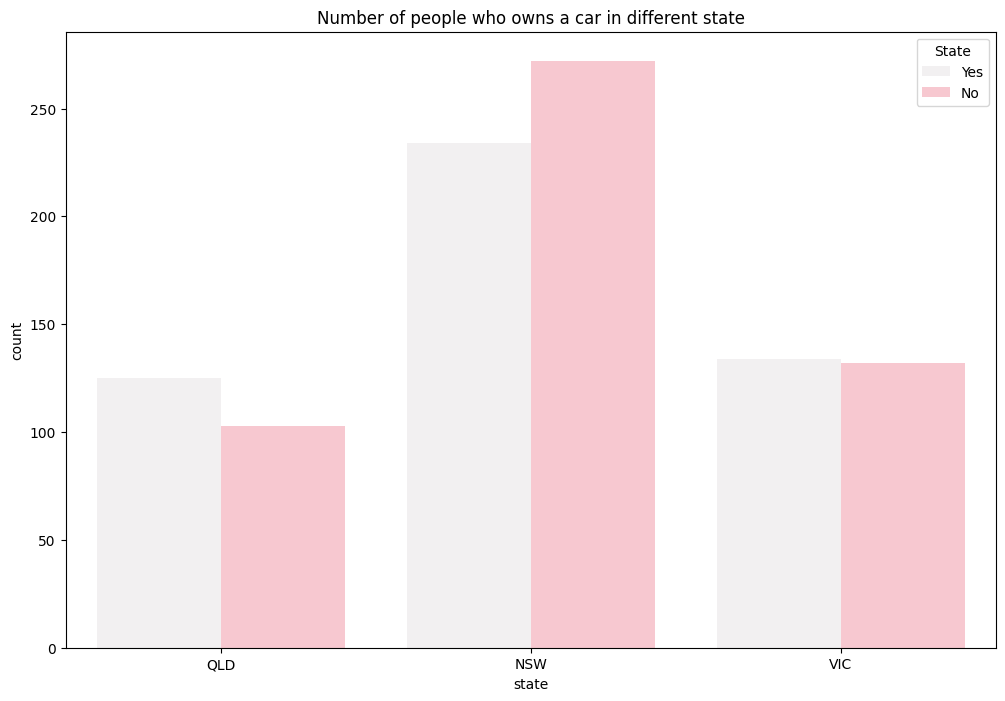 Number of people who owns a car in different state
State
Yes
No
250
200
150
100
50
0
count
QLD
NSW
VIC
state